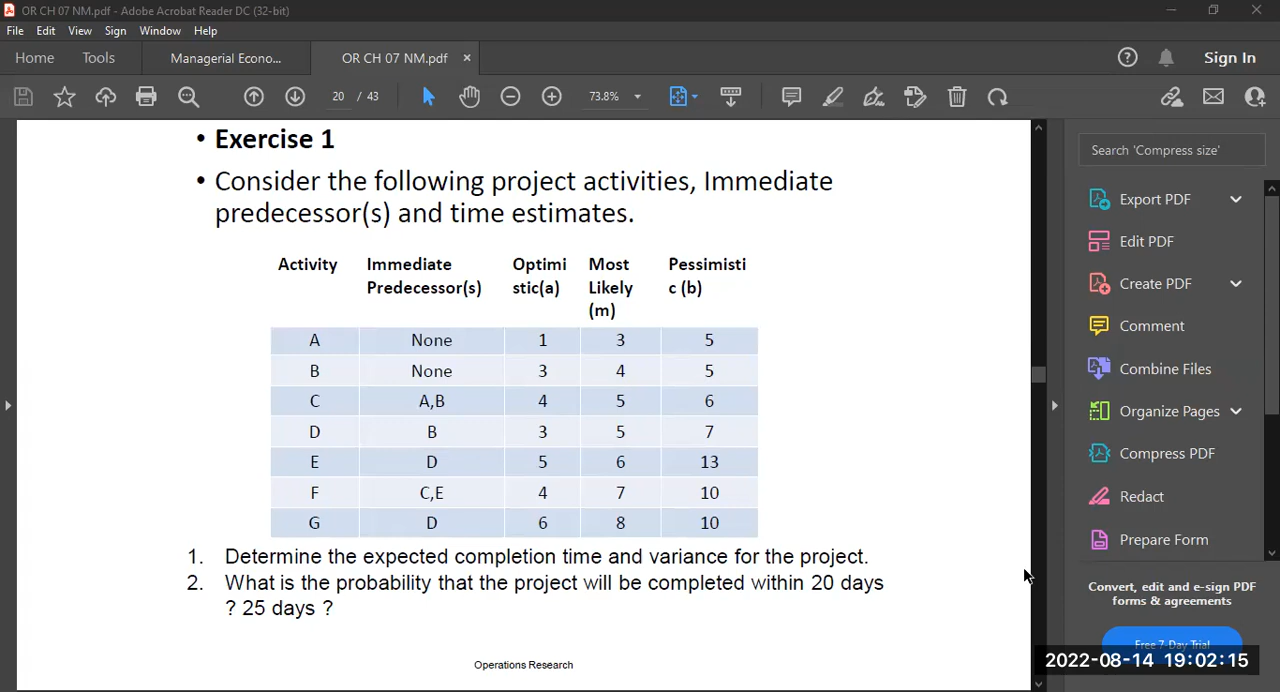 OR CH 07 NM.pdf - Adobe Acrobat Reader DC (32-bit)
File Edit View Sign Window Help
Home Tools Managerial Econo... OR CH 07 NM.pdf × Sign In
20 / 43 73.8%
• Exercise 1
• Consider the following project activities, Immediate
predecessor(s) and time estimates.
Activity Immediate Optimi Most Pessimisti
Predecessor(s) stic(a) Likely c (b)
(m)
A None 1 3 5
B None 3 4 5
C A,B 4 5 6
D B 3 5 7
E D 5 6 13
F C,E 4 7 10
G D 6 8 10
1. Determine the expected completion time and variance for the project.
2. What is the probability that the project will be completed within 20 days
? 25 days ?
Operations Research
Search 'Compress size'
Export PDF
Edit PDF
Create PDF
Comment
Combine Files
Organize Pages
Compress PDF
Redact
Prepare Form
Convert, edit and e-sign PDF
forms & agreements
Free 7-Day Trial
2022-08-14 19:02:15